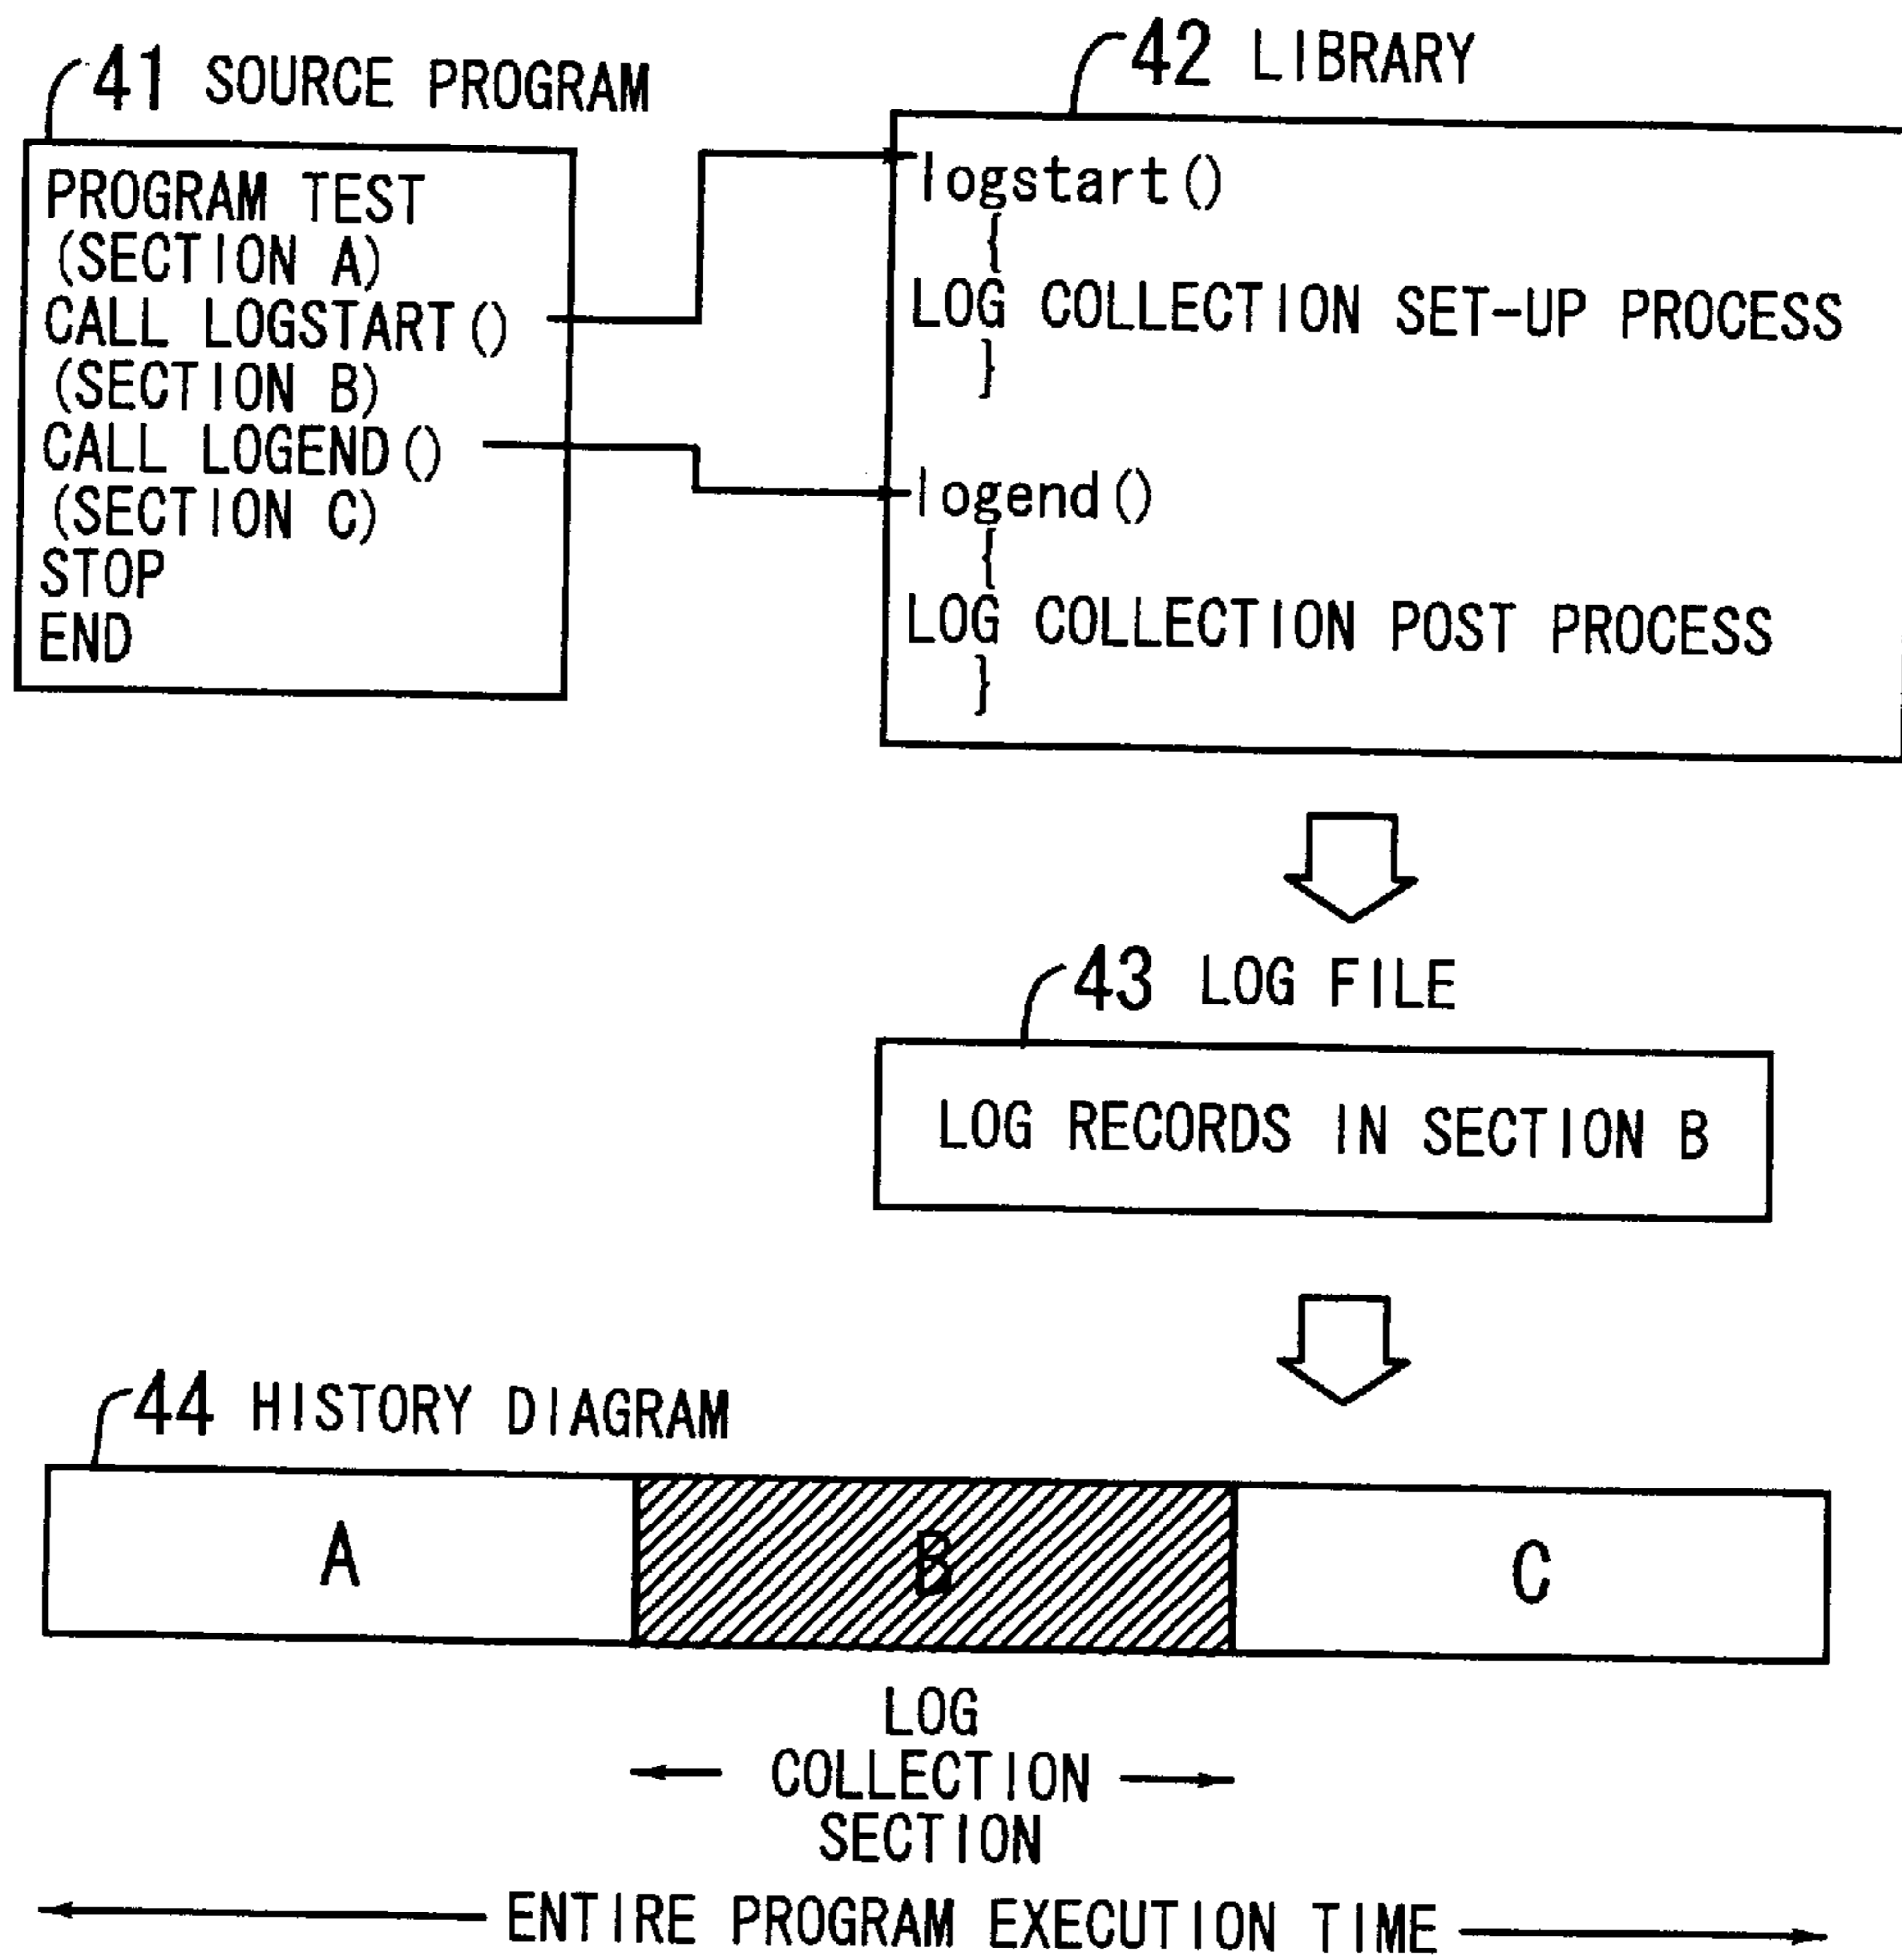 41 SOURCE PROGRAM
PROGRAM TEST
(SECTION A)
CALL LOGSTART()
(SECTION B)
CALL LOGEND()
(SECTION C)
STOP
END
42 LIBRARY
logstart()
{
LOG COLLECTION SET-UP PROCESS
}
logend()
{
LOG COLLECTION POST PROCESS
}
43 LOG FILE
LOG RECORDS IN SECTION B
44 HISTORY DIAGRAM
A
B
C
LOG
COLLECTION
SECTION
ENTIRE PROGRAM EXECUTION TIME